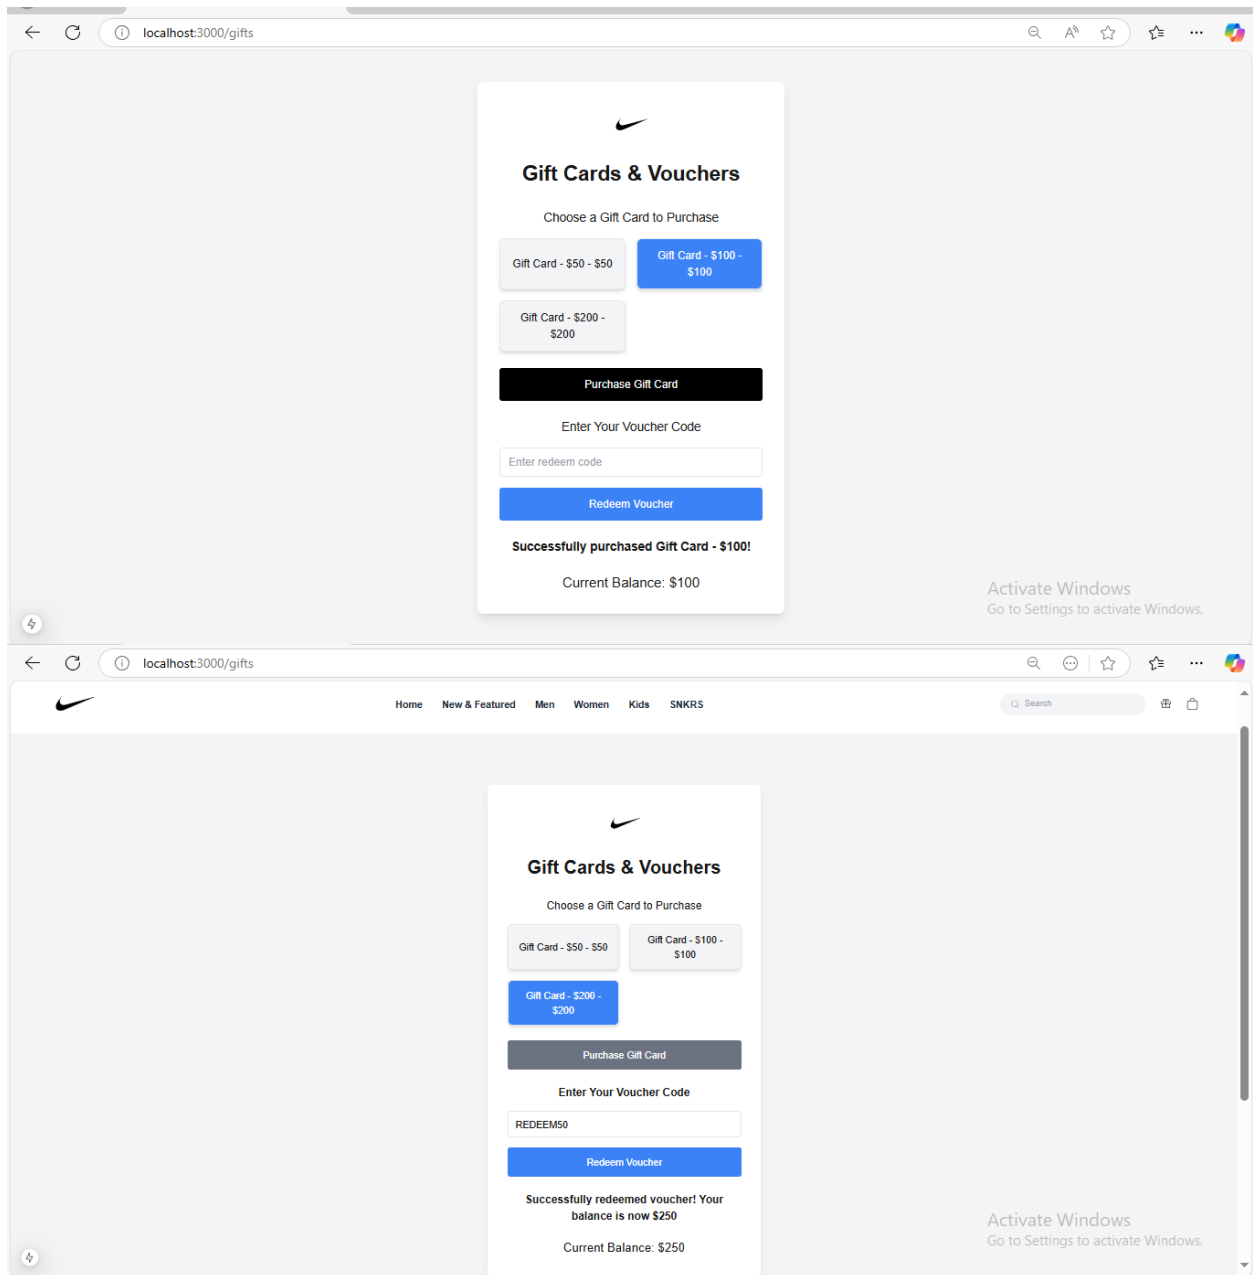 localhost:3000/gifts
Gift Cards & Vouchers
Choose a Gift Card to Purchase
Gift Card - $50 - $50
Gift Card - $100 -
$100
Gift Card - $200 -
$200
Purchase Gift Card
Enter Your Voucher Code
Enter redeem code
Redeem Voucher
Successfully purchased Gift Card - $100!
Current Balance: $100
Activate Windows
Go to Settings to activate Windows.
localhost:3000/gifts
Home New & Featured Men Women Kids SNKRS
Search
Gift Cards & Vouchers
Choose a Gift Card to Purchase
Gift Card - $50 - $50
Gift Card - $100 -
$100
Gift Card - $200 -
$200
Purchase Gift Card
Enter Your Voucher Code
REDEEM50
Redeem Voucher
Successfully redeemed voucher! Your
balance is now $250
Current Balance: $250
Activate Windows
Go to Settings to activate Windows.